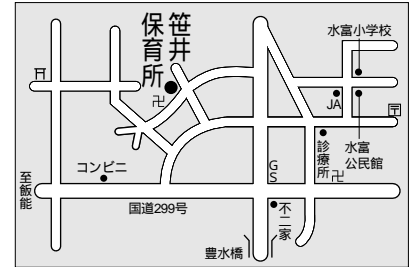 笹井
保育所
水富小学校
JA
水富
公民館
診療所
コンビニ
至飯能
国道299号
GS
不二家
豊水橋
卍
卍
〒